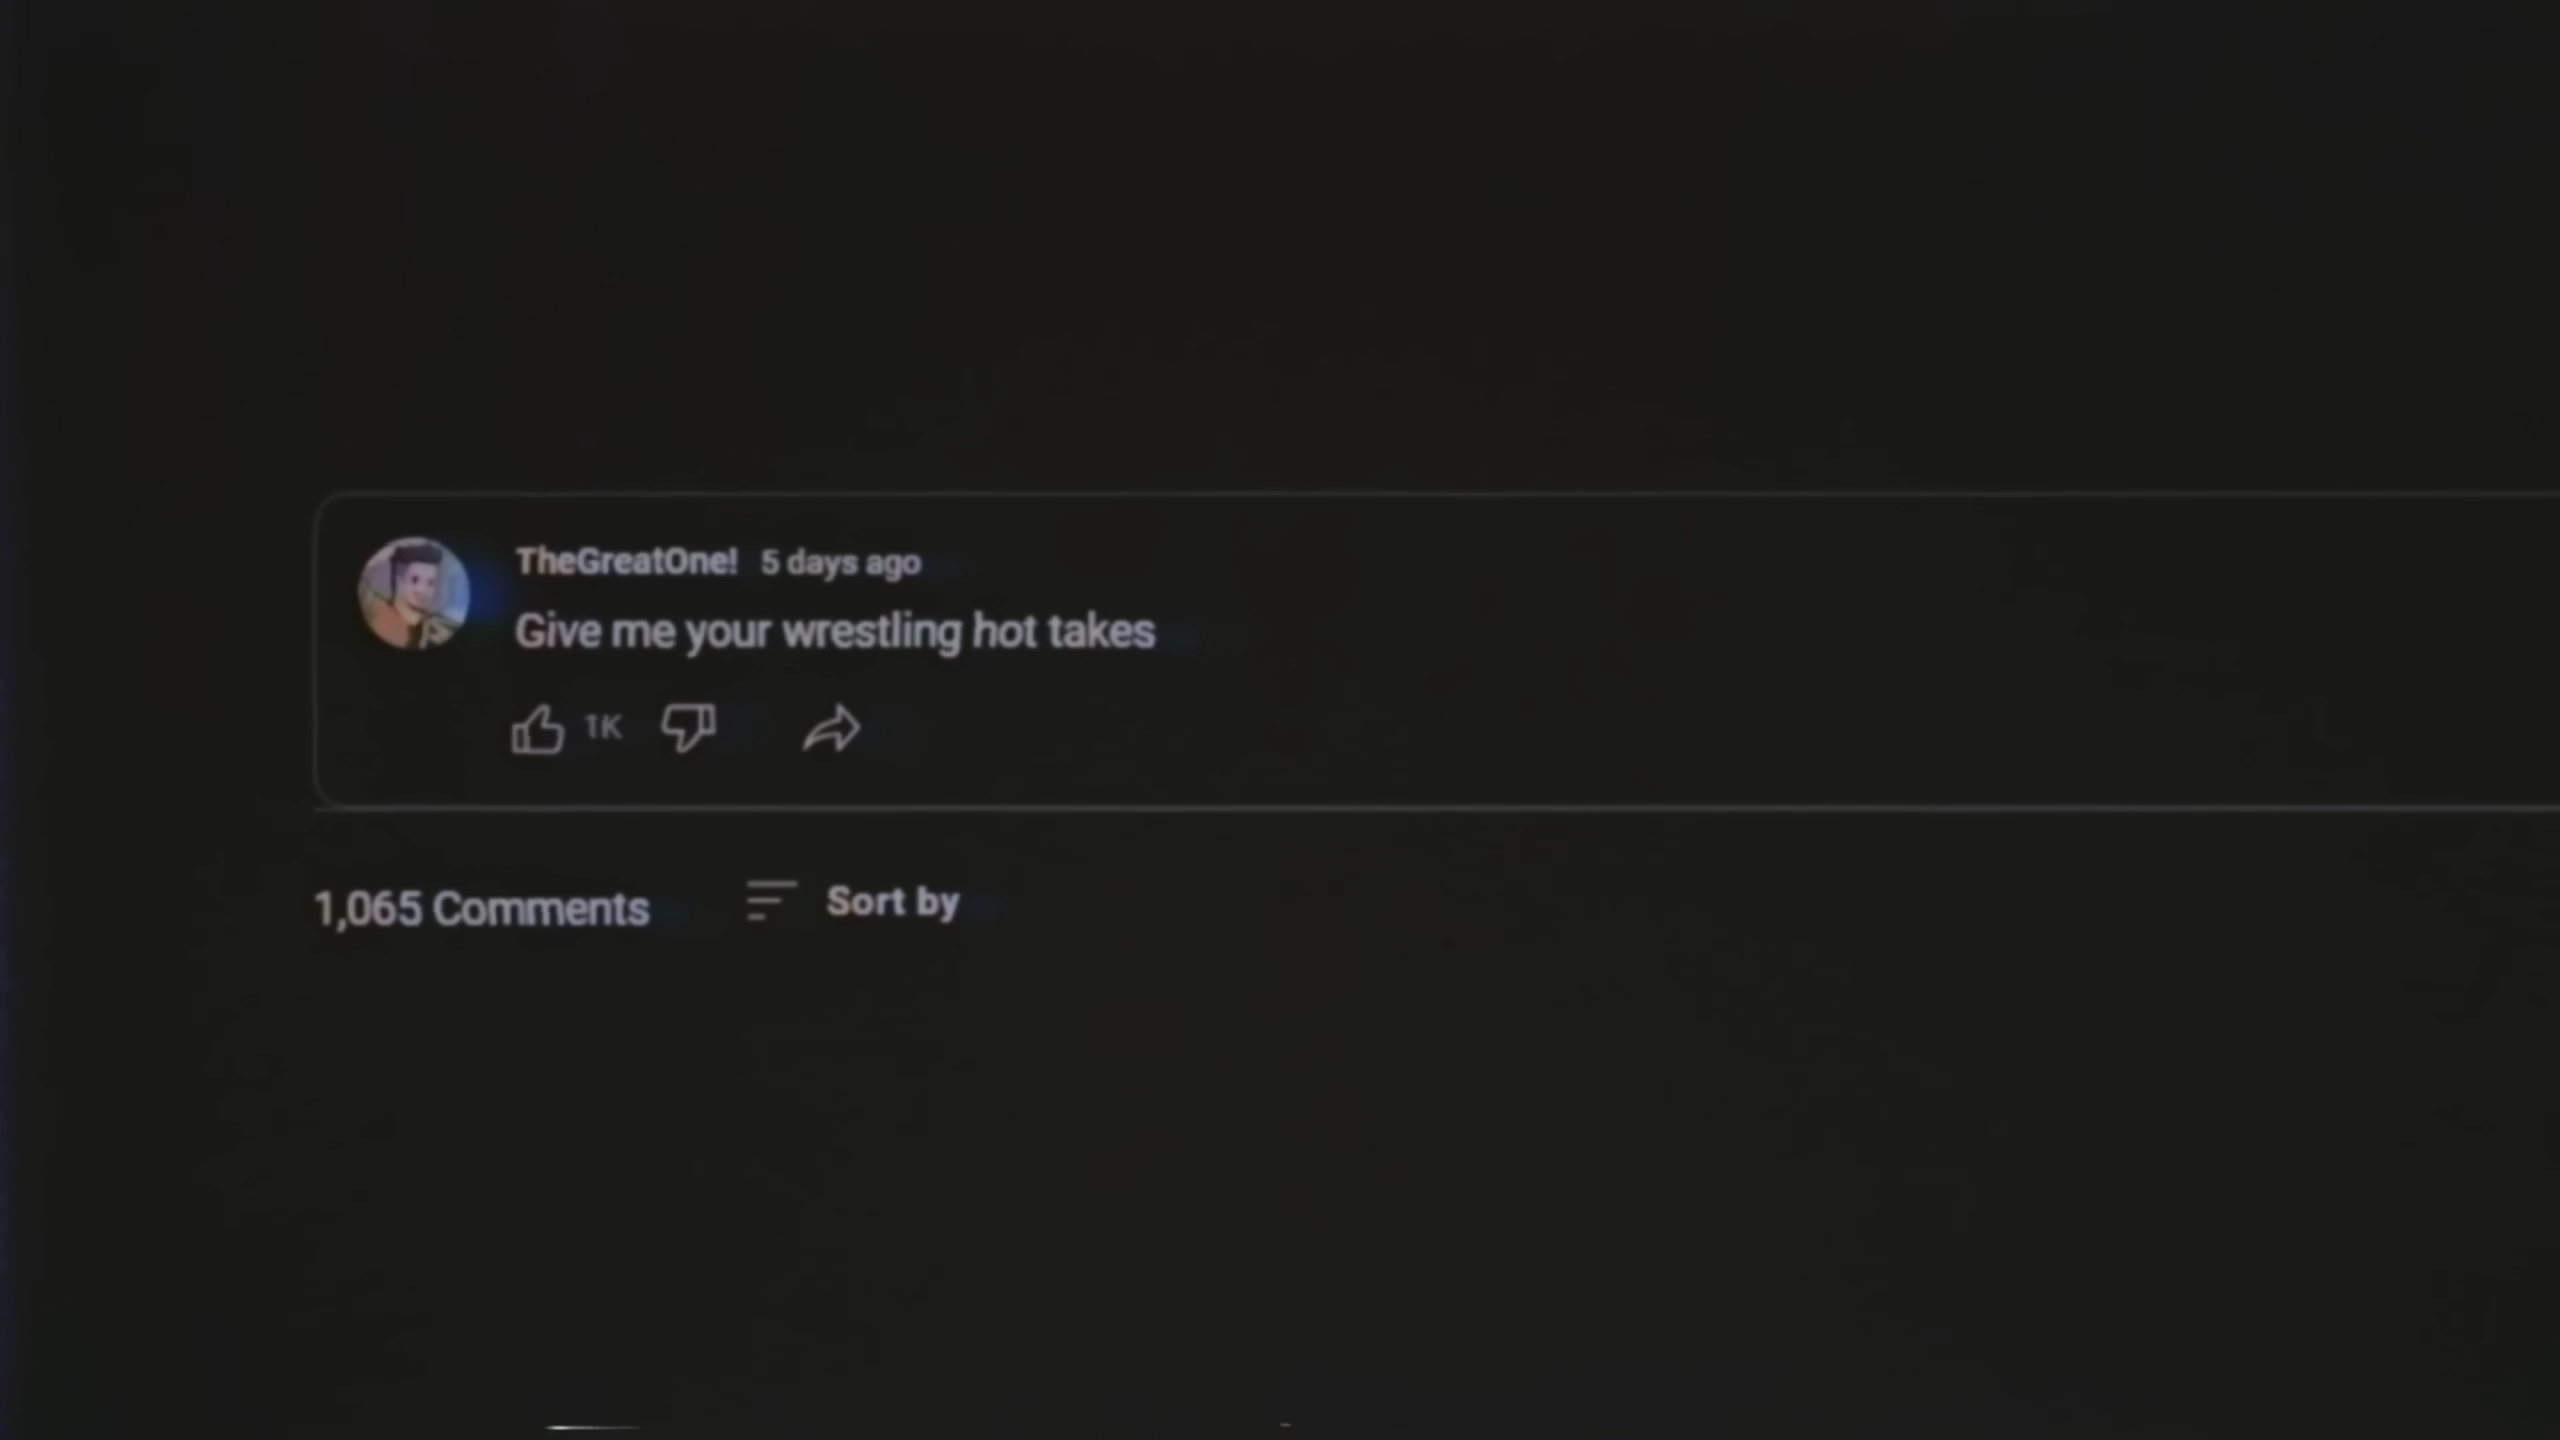 TheGreatOne! 5 days ago
Give me your wrestling hot takes
1K
1,065 Comments
Sort by